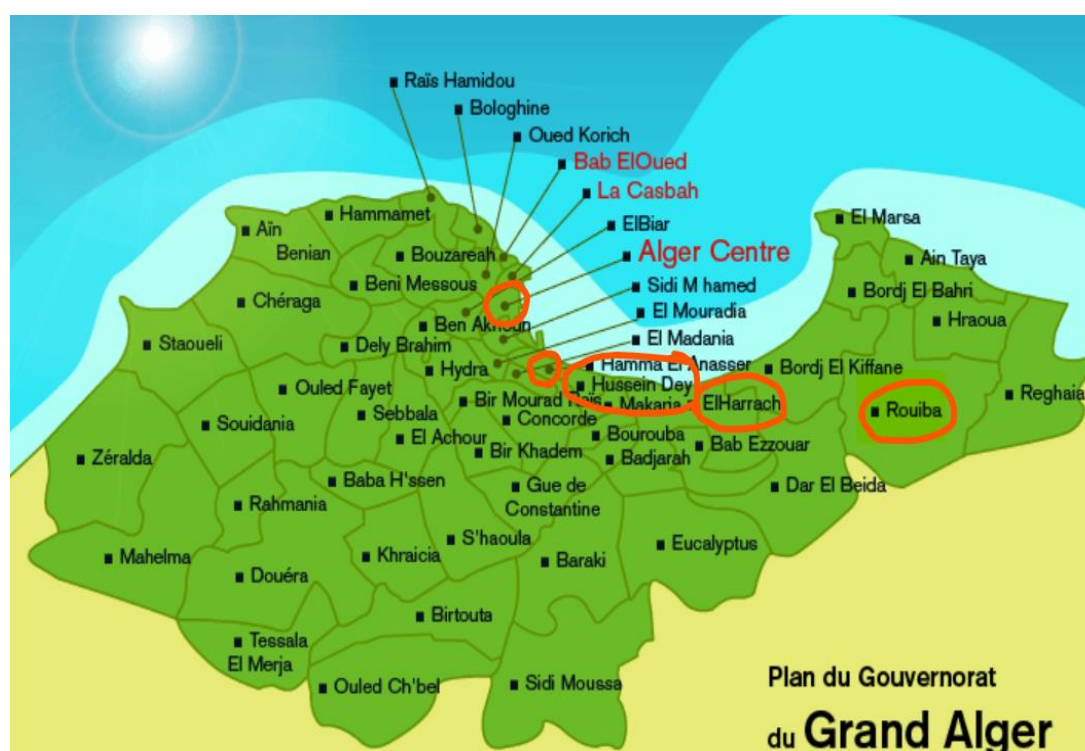 Raïs Hamidou
Bologhine
Oued Korich
Bab ElOued
La Casbah
ElBiar
Alger Centre
Sidi M hamed
El Mouradia
El Madania
Hamma El Anasser
Hussein Dey
Makaria
ElHarrach
El Marsa
Ain Taya
Bordj El Bahri
Hraoua
Bordj El Kiffane
Rouiba
Reghaia
Hammamet
Aïn
Benian
Bouzareah
Beni Messous
Chéraga
Ben Aknoun
Staoueli
Dely Brahim
Hydra
Ouled Fayet
Bir Mourad Raïs
Sebbala
Concorde
Souidania
El Achour
Bourouba
Bab Ezzouar
Zéralda
Bir Khadem
Badjarah
Baba H'ssen
Gue de
Constantine
Dar El Beida
Rahmania
S'haoula
Eucalyptus
Mahelma
Khraicia
Baraki
Douéra
Birtouta
Tessala
El Merja
Ouled Ch'bel
Sidi Moussa
Plan du Gouvernorat
du Grand Alger